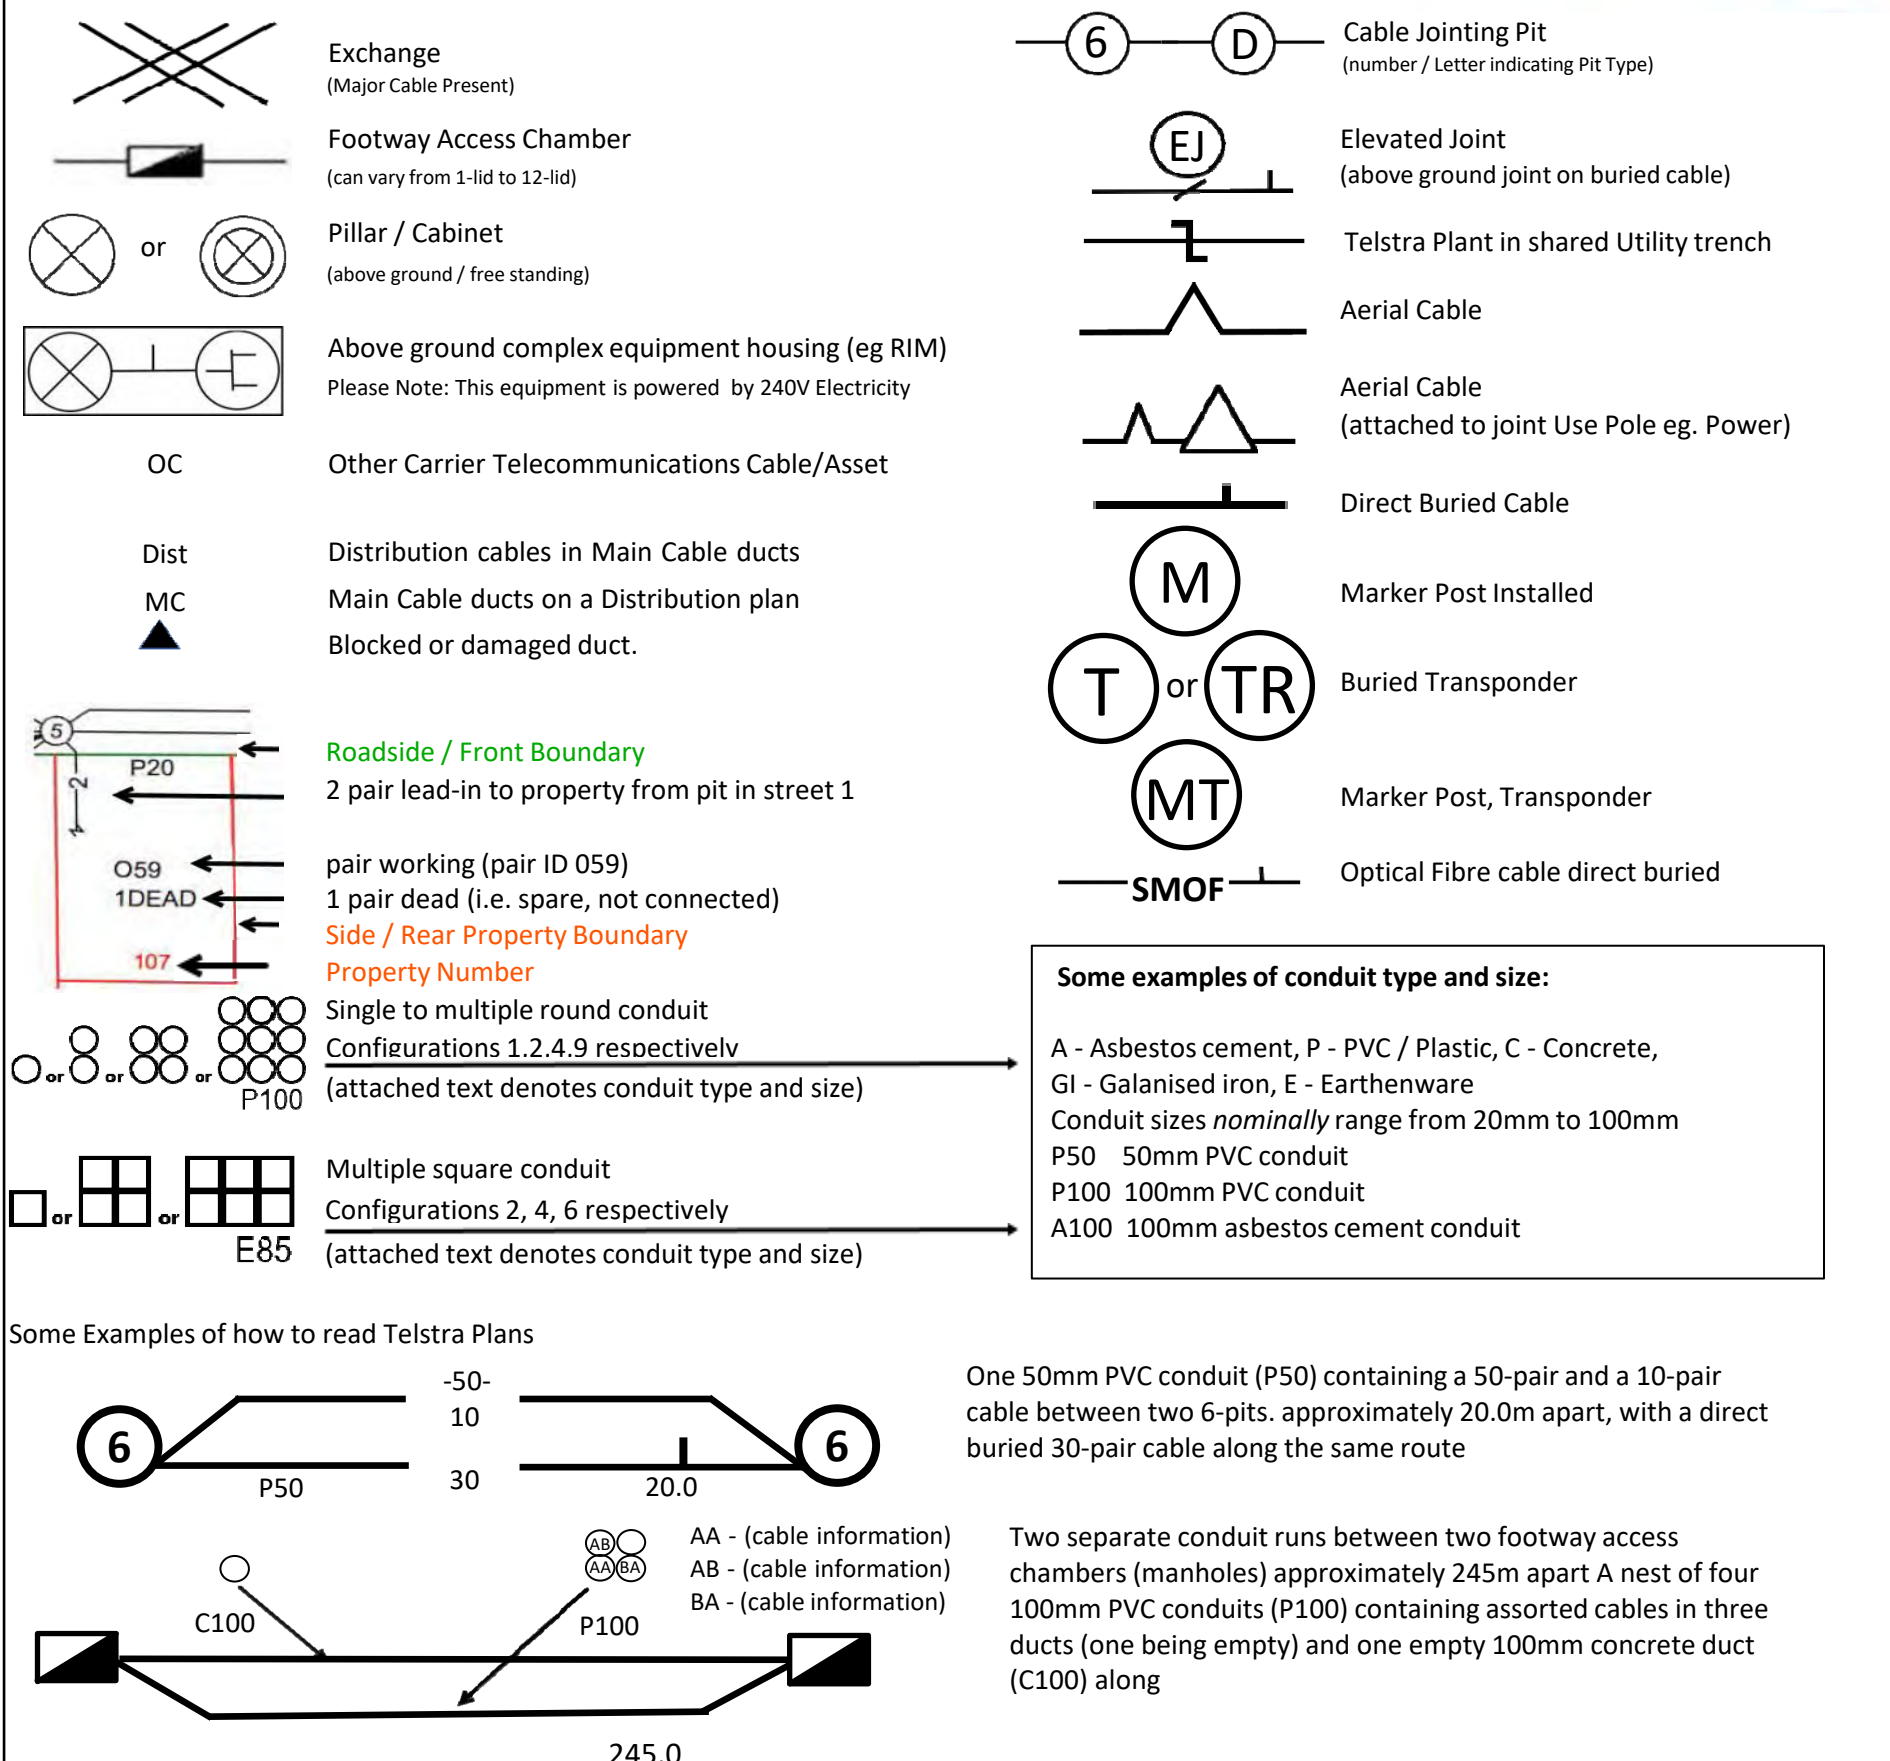 Exchange
(Major Cable Present)
Footway Access Chamber
(can vary from 1-lid to 12-lid)
or
Pillar / Cabinet
(above ground / free standing)
Above ground complex equipment housing (eg RIM)
Please Note: This equipment is powered by 240V Electricity
OC
Other Carrier Telecommunications Cable/Asset
Dist
Distribution cables in Main Cable ducts
MC
Main Cable ducts on a Distribution plan
Blocked or damaged duct.
5
P20
2
O59
1DEAD
107
Roadside / Front Boundary
2 pair lead-in to property from pit in street 1
pair working (pair ID 059)
1 pair dead (i.e. spare, not connected)
Side / Rear Property Boundary
Property Number
or or or
P100
Single to multiple round conduit
Configurations 1.2.4.9 respectively
(attached text denotes conduit type and size)
or or
E85
Multiple square conduit
Configurations 2, 4, 6 respectively
(attached text denotes conduit type and size)
6 D
Cable Jointing Pit
(number / Letter indicating Pit Type)
EJ
Elevated Joint
(above ground joint on buried cable)
Telstra Plant in shared Utility trench
Aerial Cable
Aerial Cable
(attached to joint Use Pole eg. Power)
Direct Buried Cable
M
Marker Post Installed
T or TR
Buried Transponder
MT
Marker Post, Transponder
SMOF
Optical Fibre cable direct buried
Some examples of conduit type and size:
A - Asbestos cement, P - PVC / Plastic, C - Concrete,
GI - Galanised iron, E - Earthenware
Conduit sizes nominally range from 20mm to 100mm
P50 50mm PVC conduit
P100 100mm PVC conduit
A100 100mm asbestos cement conduit
Some Examples of how to read Telstra Plans
-50-
10
6 6
P50 30 20.0
One 50mm PVC conduit (P50) containing a 50-pair and a 10-pair
cable between two 6-pits. approximately 20.0m apart, with a direct
buried 30-pair cable along the same route
AB
AA BA
AA - (cable information)
AB - (cable information)
BA - (cable information)
C100 P100
245.0
Two separate conduit runs between two footway access
chambers (manholes) approximately 245m apart A nest of four
100mm PVC conduits (P100) containing assorted cables in three
ducts (one being empty) and one empty 100mm concrete duct
(C100) along